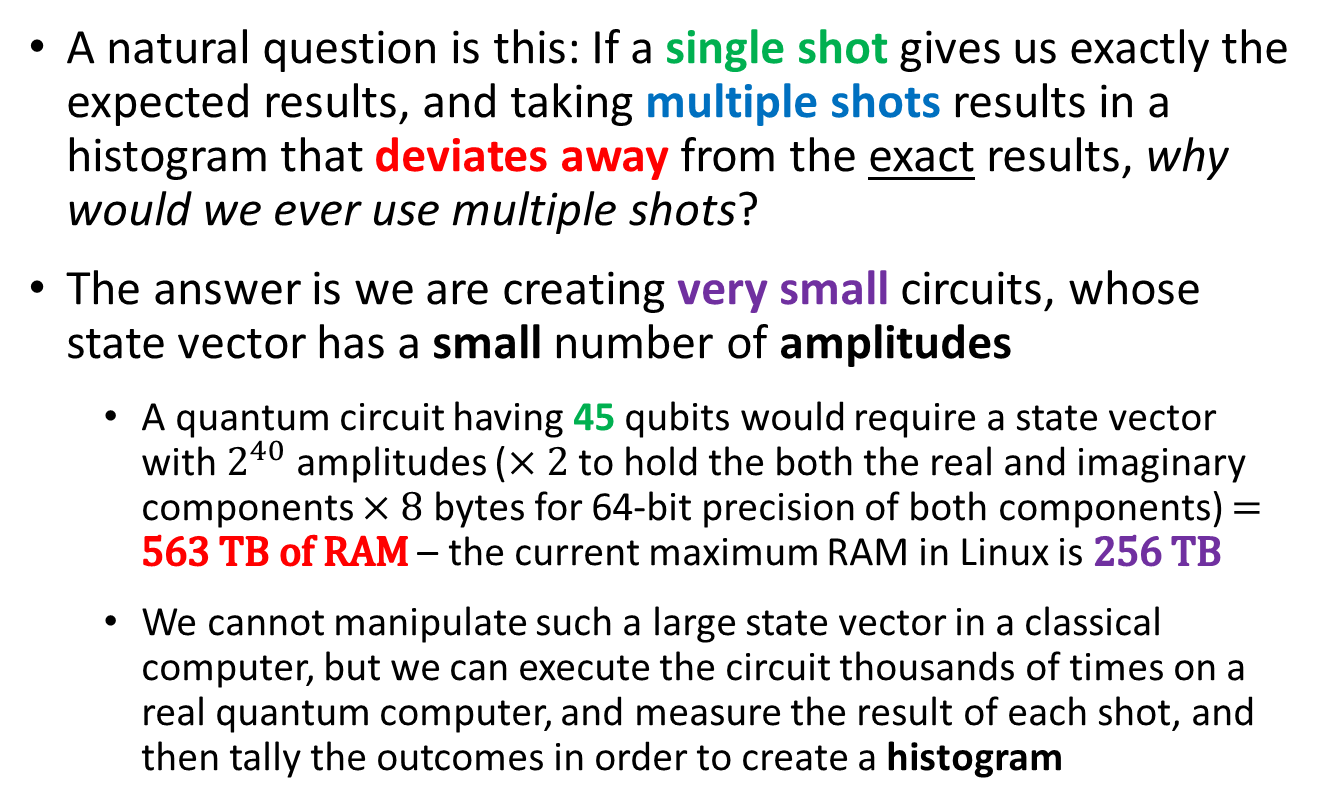 • A natural question is this: If a single shot gives us exactly the
expected results, and taking multiple shots results in a
histogram that deviates away from the exact results, why
would we ever use multiple shots?
• The answer is we are creating very small circuits, whose
state vector has a small number of amplitudes
• A quantum circuit having 45 qubits would require a state vector
with 2⁴⁰ amplitudes (× 2 to hold the both the real and imaginary
components × 8 bytes for 64-bit precision of both components) =
563 TB of RAM – the current maximum RAM in Linux is 256 TB
• We cannot manipulate such a large state vector in a classical
computer, but we can execute the circuit thousands of times on a
real quantum computer, and measure the result of each shot, and
then tally the outcomes in order to create a histogram